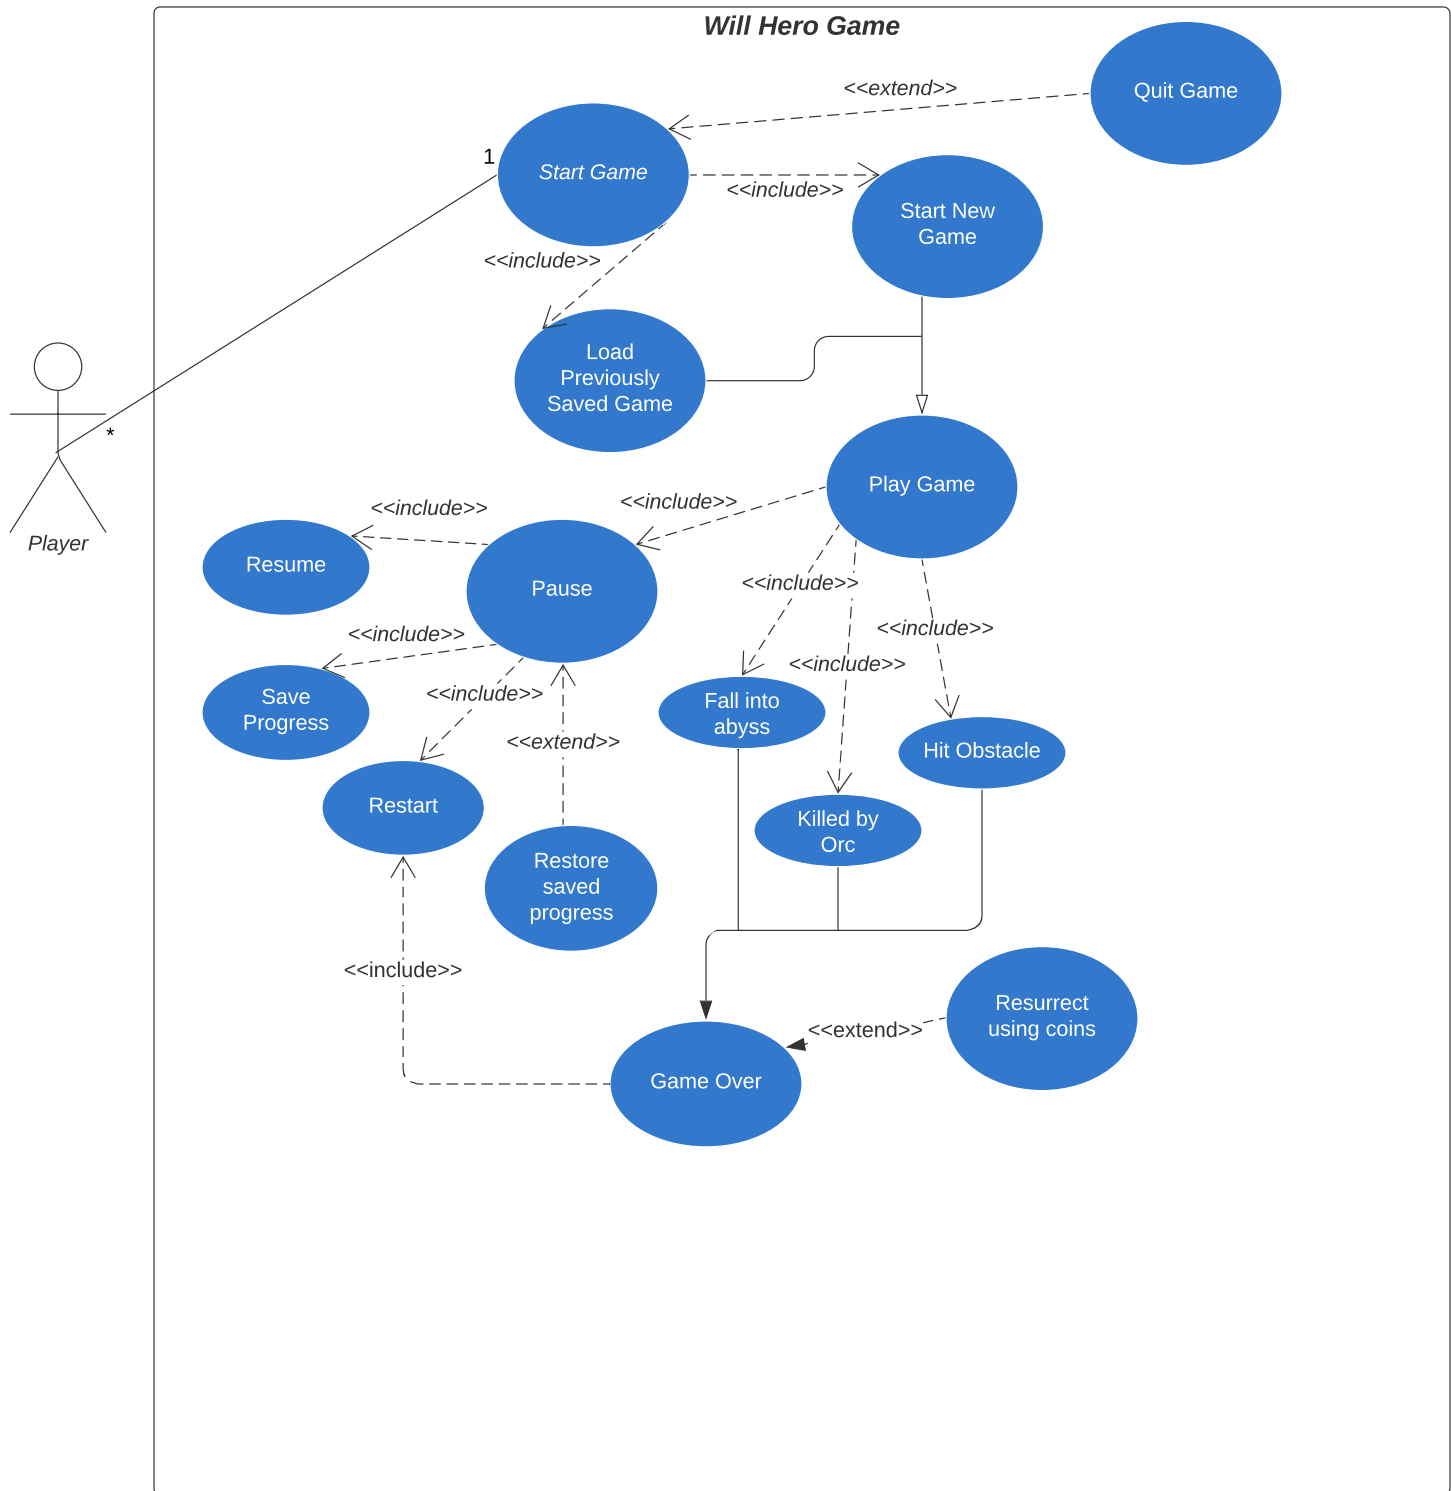 Will Hero Game
<<extend>>
Quit Game
1
Start Game
<<include>>
Start New
Game
<<include>>
Load
Previously
Saved Game
*
Player
Play Game
<<include>>
<<include>>
Resume
Pause
<<include>>
<<include>>
<<include>>
<<include>>
<<include>>
Save
Progress
Fall into
abyss
<<extend>>
Hit Obstacle
Restart
Killed by
Orc
Restore
saved
progress
<<include>>
Resurrect
using coins
<<extend>>
Game Over